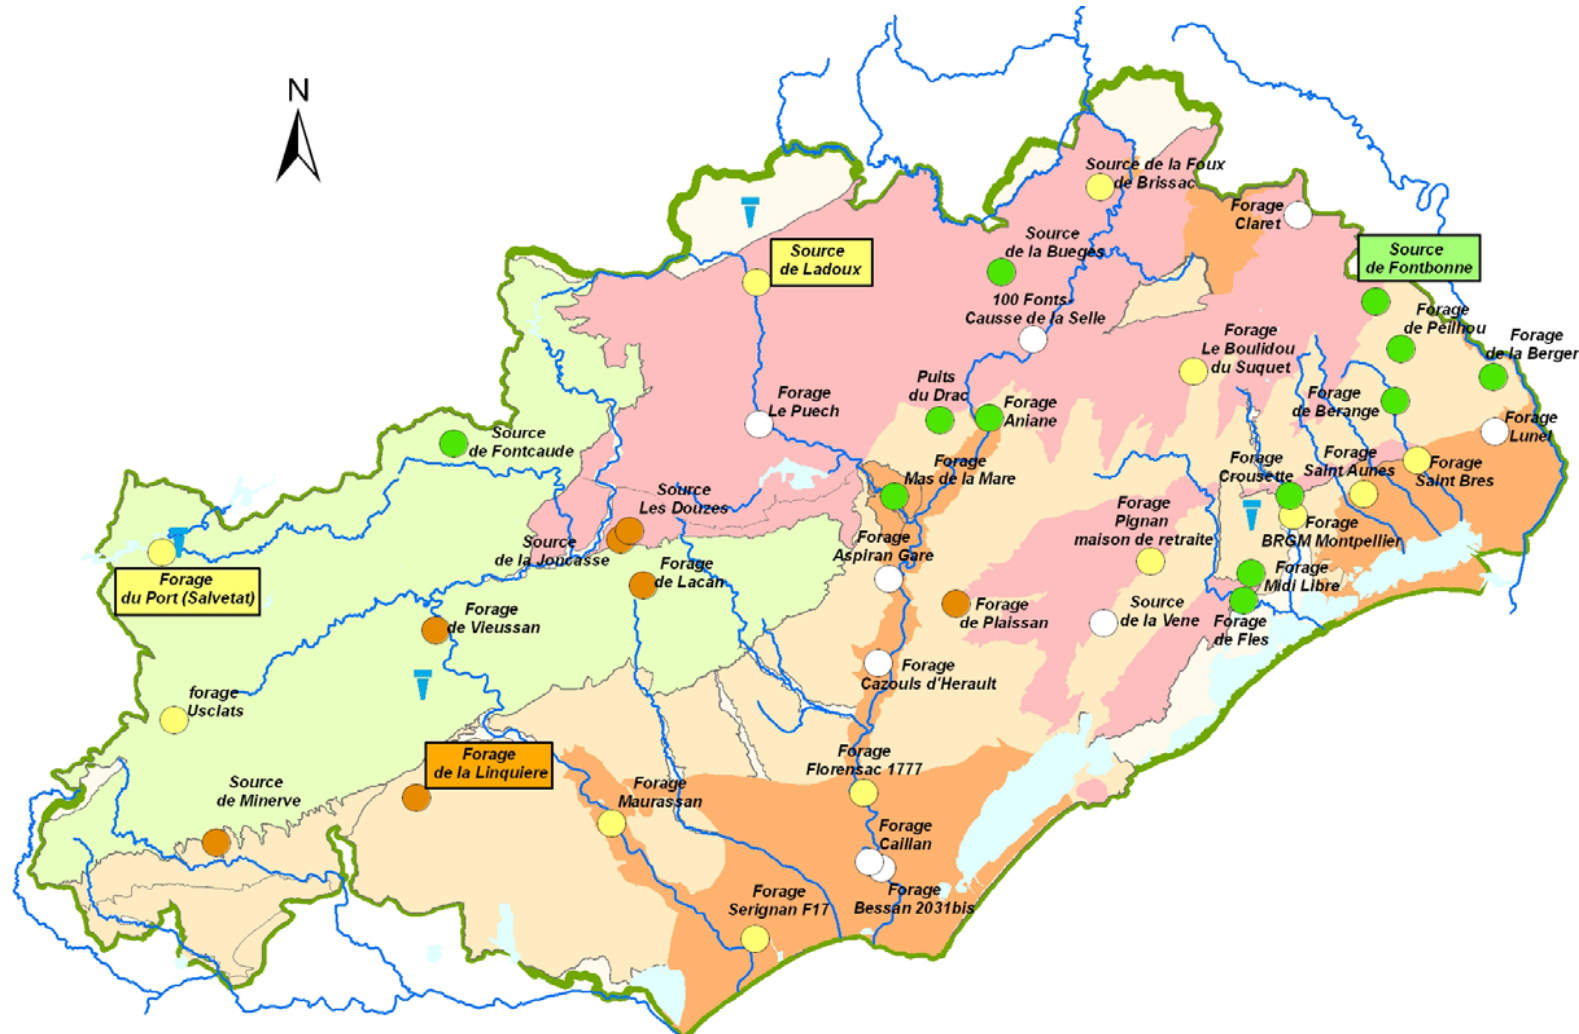 N
Source de la Foux
de Brissac
Forage
Claret
Source
de la Bueges
Source
de Ladoux
Source
de Fontbonne
100 Fonts-
Causse de la Selle
Forage
de Peilhou
Forage
de la Berger
Forage
Le Boulidou
du Suquet
Puits
du Drac
Forage
Aniane
Forage
Le Puech
Forage
de Berange
Forage
Lunel
Source
de Fontcaude
Forage
Mas de la Mare
Forage
Crousette
Forage
Saint Aunes
Forage
Saint Bres
Source
Les Douzes
Forage
Pignan
maison de retraite
Forage
BRGM Montpellier
Source
de la Joncasse
Forage
Aspiran Gare
Forage
de Lacan
Forage
Midi Libre
Forage
du Port (Salvetat)
Forage
de Vieussan
Forage
de Plaissan
Source
de la Vene
Forage
de Fles
Forage
Cazouls d'Herault
forage
Usclats
Forage
de la Linquiere
Forage
Florensac 1777
Source
de Minerve
Forage
Maurassan
Forage
Caillan
Forage
Serignan F17
Forage
Bessan 2031bis